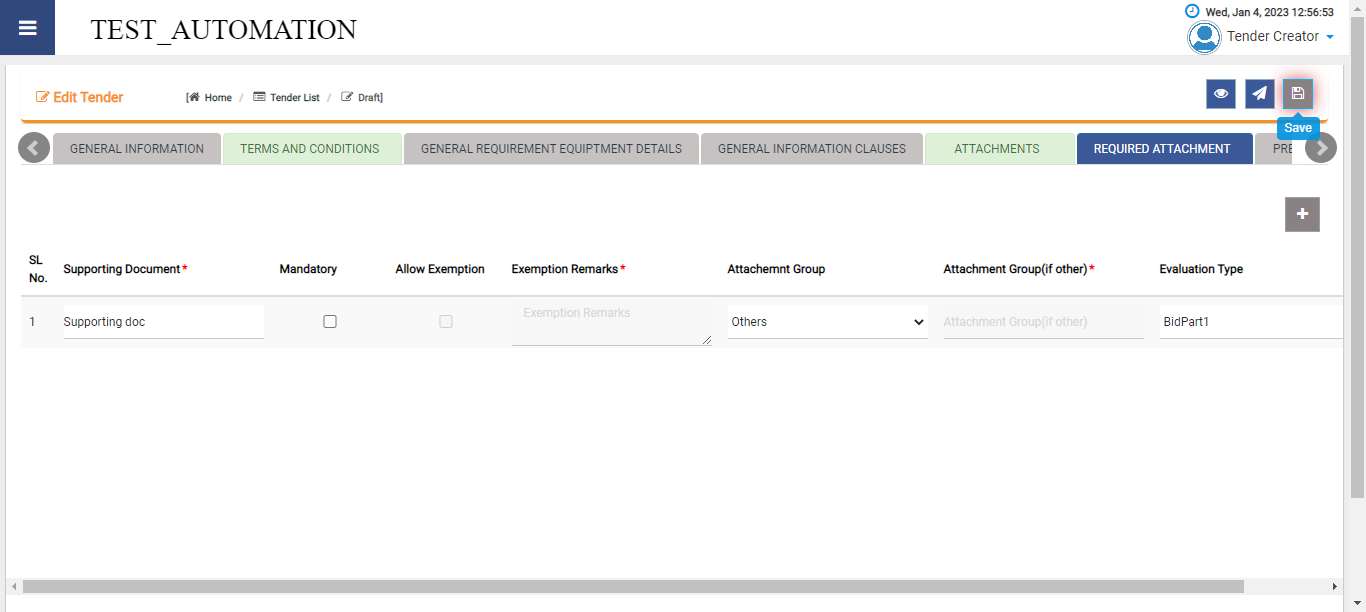 TEST_AUTOMATION
Wed, Jan 4, 2023 12:56:53
Tender Creator
Edit Tender
[ Home / Tender List / Draft]
Save
GENERAL INFORMATION
TERMS AND CONDITIONS
GENERAL REQUIREMENT EQUIPTMENT DETAILS
GENERAL INFORMATION CLAUSES
ATTACHMENTS
REQUIRED ATTACHMENT
PRE
SL No.
Supporting Document*
Mandatory
Allow Exemption
Exemption Remarks*
Attachemnt Group
Attachment Group(if other)*
Evaluation Type
1
Supporting doc
Exemption Remarks
Others
Attachment Group(if other)
BidPart1